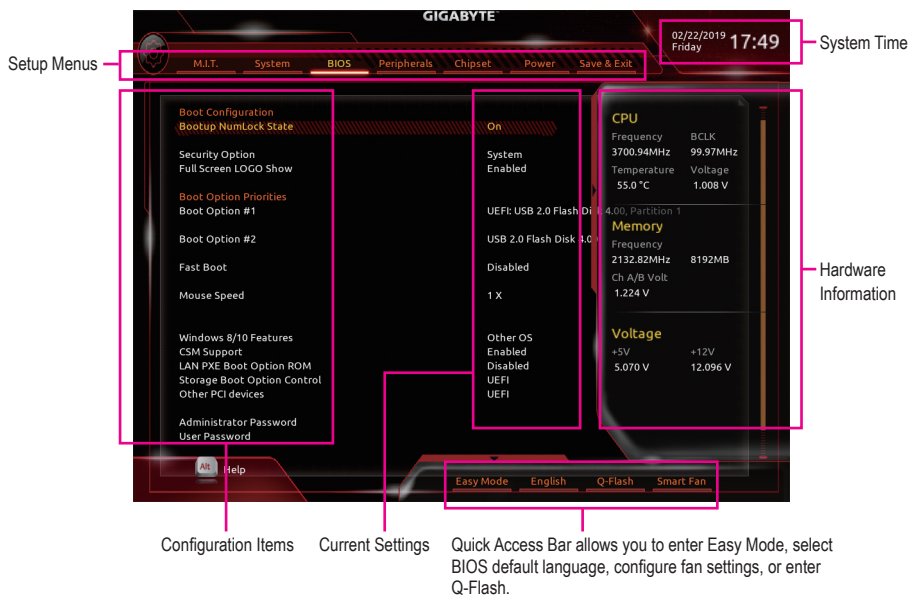 GIGABYTE™
02/22/2019
Friday
17:49
System Time
Setup Menus
M.I.T. System BIOS Peripherals Chipset Power Save & Exit
Boot Configuration
Bootup NumLock State On
Security Option System
Full Screen LOGO Show Enabled
Boot Option Priorities
Boot Option #1 UEFI: USB 2.0 Flash Disk 4.00, Partition 1
Boot Option #2 USB 2.0 Flash Disk 4.0
Fast Boot Disabled
Mouse Speed 1 X
Windows 8/10 Features Other OS
CSM Support Enabled
LAN PXE Boot Option ROM Disabled
Storage Boot Option Control UEFI
Other PCI devices UEFI
Administrator Password
User Password
CPU
Frequency BCLK
3700.94MHz 99.97MHz
Temperature Voltage
55.0 °C 1.008 V
Memory
Frequency
2132.82MHz 8192MB
Ch A/B Volt
1.224 V
Voltage
+5V +12V
5.070 V 12.096 V
Hardware
Information
Alt Help
Easy Mode English Q-Flash Smart Fan
Configuration Items
Current Settings
Quick Access Bar allows you to enter Easy Mode, select
BIOS default language, configure fan settings, or enter
Q-Flash.